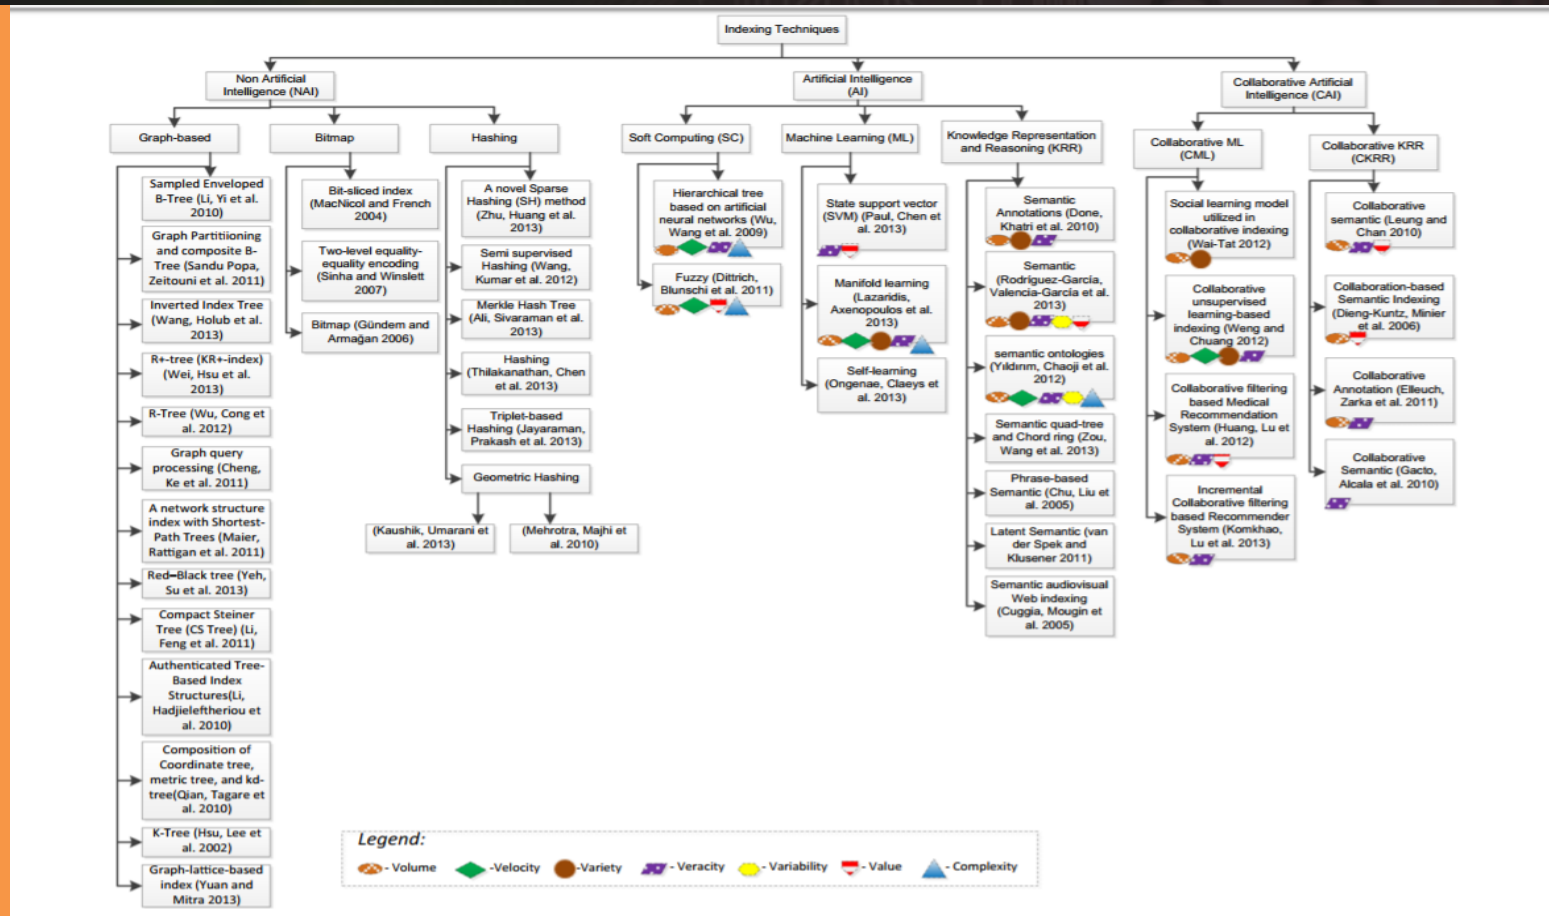 Indexing Techniques
Non Artificial
Intelligence (NAI)
Artificial Intelligence
(AI)
Collaborative Artificial
Intelligence (CAI)
Graph-based
Bitmap
Hashing
Soft Computing (SC)
Machine Learning (ML)
Knowledge Representation
and Reasoning (KRR)
Collaborative ML
(CML)
Collaborative KRR
(CKRR)
Sampled Enveloped
B-Tree (Li, Yi et al.
2010)
Graph Partitiioning
and composite B-
Tree (Sandu Popa,
Zeitouni et al. 2011)
Inverted Index Tree
(Wang, Holub et al.
2013)
R+-tree (KR+-index)
(Wei, Hsu et al.
2013)
R-Tree (Wu, Cong et
al. 2012)
Graph query
processing (Cheng,
Ke et al. 2011)
A network structure
index with Shortest-
Path Trees (Maier,
Rattigan et al. 2011)
Red–Black tree (Yeh,
Su et al. 2013)
Compact Steiner
Tree (CS Tree) (Li,
Feng et al. 2011)
Authenticated Tree-
Based Index
Structures(Li,
Hadjieleftheriou et
al. 2010)
Composition of
Coordinate tree,
metric tree, and kd-
tree(Qian, Tagare et
al. 2010)
K-Tree (Hsu, Lee et
al. 2002)
Graph-lattice-based
index (Yuan and
Mitra 2013)
Bit-sliced index
(MacNicol and French
2004)
Two-level equality-
equality encoding
(Sinha and Winslett
2007)
Bitmap (Gündem and
Armağan 2006)
A novel Sparse
Hashing (SH) method
(Zhu, Huang et al.
2013)
Semi supervised
Hashing (Wang,
Kumar et al. 2012)
Merkle Hash Tree
(Ali, Sivaraman et al.
2013)
Hashing
(Thilakanathan, Chen
et al. 2013)
Triplet-based
Hashing (Jayaraman,
Prakash et al. 2013)
Geometric Hashing
(Kaushik, Umarani et
al. 2013)
(Mehrotra, Majhi et
al. 2010)
Hierarchical tree
based on artificial
neural networks (Wu,
Wang et al. 2009)
Fuzzy (Dittrich,
Blunschi et al. 2011)
State support vector
(SVM) (Paul, Chen et
al. 2013)
Manifold learning
(Lazaridis,
Axenopoulos et al.
2013)
Self-learning
(Ongenae, Claeys et
al. 2013)
Semantic
Annotations (Done,
Khatri et al. 2010)
Semantic
(Rodríguez-García,
Valencia-García et al.
2013)
semantic ontologies
(Yıldırım, Chaoji et al.
2012)
Semantic quad-tree
and Chord ring (Zou,
Wang et al. 2013)
Phrase-based
Semantic (Chu, Liu et
al. 2005)
Latent Semantic (van
der Spek and
Klusener 2011)
Semantic audiovisual
Web indexing
(Cuggia, Mougin et
al. 2005)
Social learning model
utilized in
collaborative indexing
(Wai-Tat 2012)
Collaborative
unsupervised
learning-based
indexing (Weng and
Chuang 2012)
Collaborative filtering
based Medical
Recommendation
System (Huang, Lu et
al. 2012)
Incremental
Collaborative filtering
based Recommender
System (Komkhao,
Lu et al. 2013)
Collaborative
semantic (Leung and
Chan 2010)
Collaboration-based
Semantic Indexing
(Dieng-Kuntz, Minier
et al. 2006)
Collaborative
Annotation (Elleuch,
Zarka et al. 2011)
Collaborative
Semantic (Gacto,
Alcala et al. 2010)
Legend:
- Volume
-Velocity
-Variety
- Veracity
- Variability
- Value
- Complexity